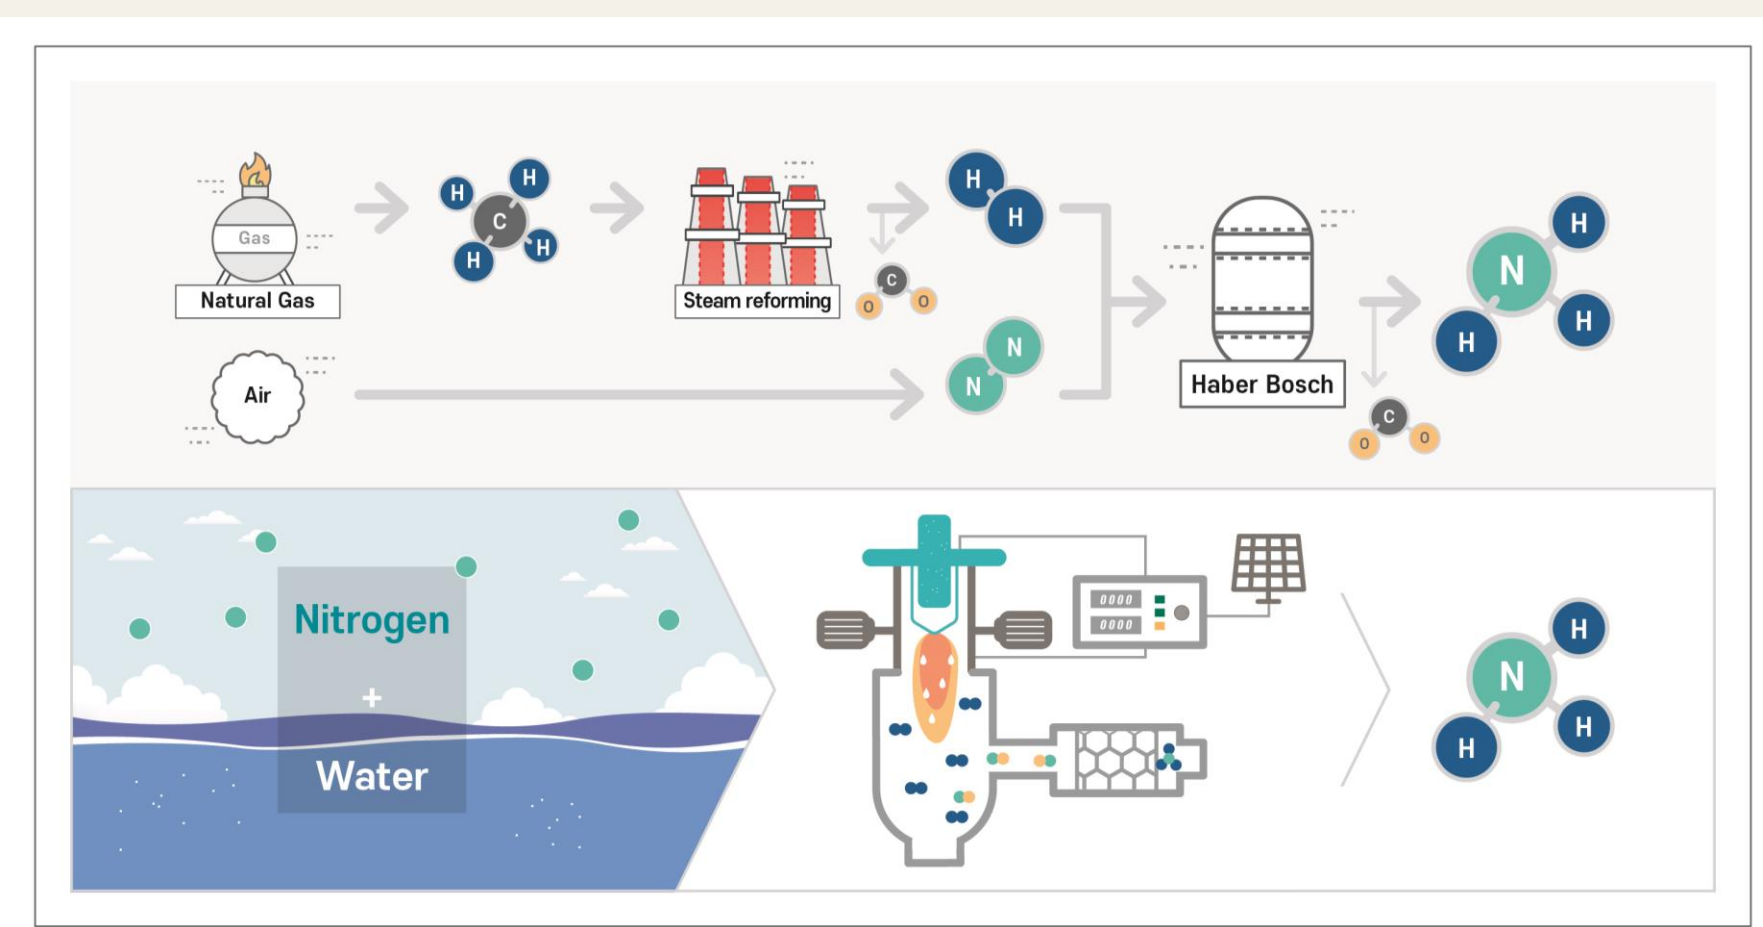 Gas
Natural Gas
H
H
C
H
H
Steam reforming
H
H
C
O
O
Air
N
N
Haber Bosch
H
N
H
H
C
O
O
Nitrogen
+
Water
0000
0000
H
N
H
H